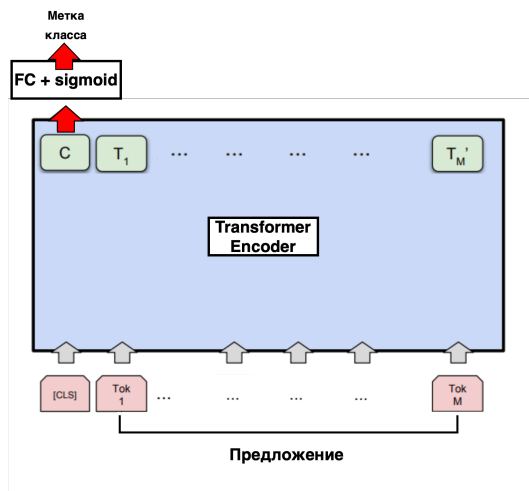 Метка
класса
FC + sigmoid
C T1 ... ... ... ... TM'
Transformer
Encoder
[CLS] Tok 1 ... ... ... ... Tok M
Предложение